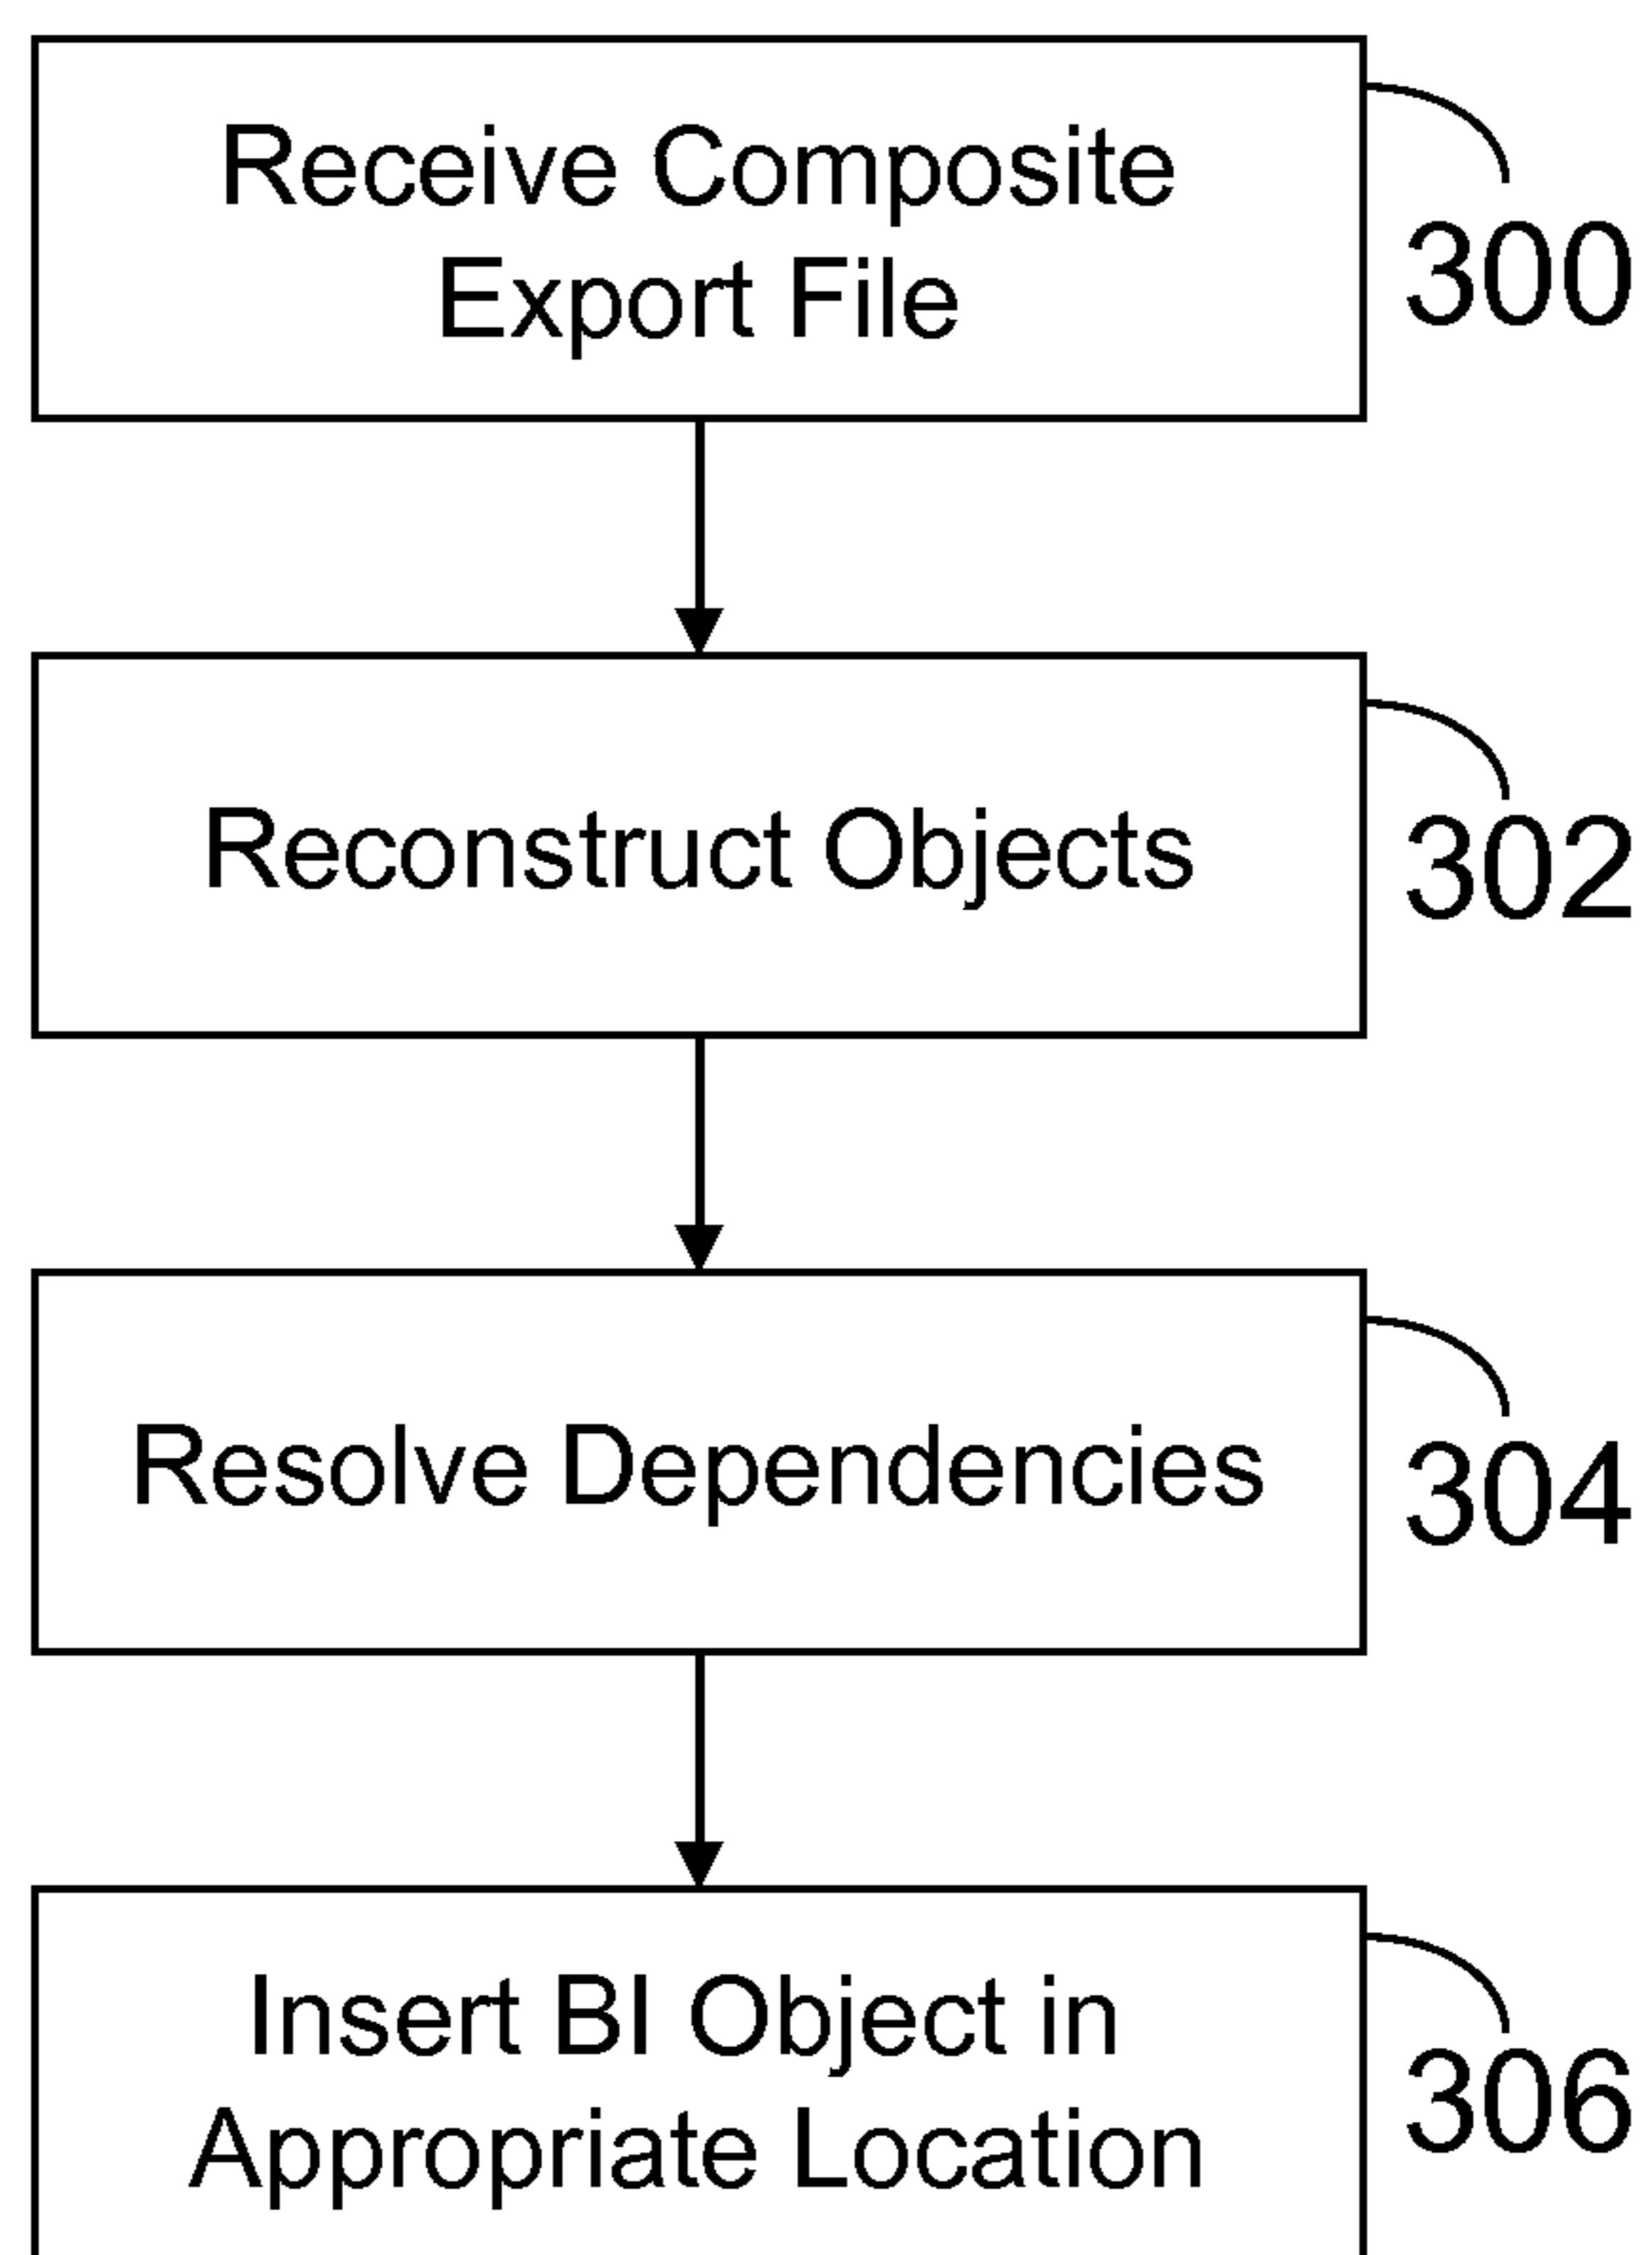 Receive Composite
Export File
300
Reconstruct Objects
302
Resolve Dependencies
304
Insert BI Object in
Appropriate Location
306